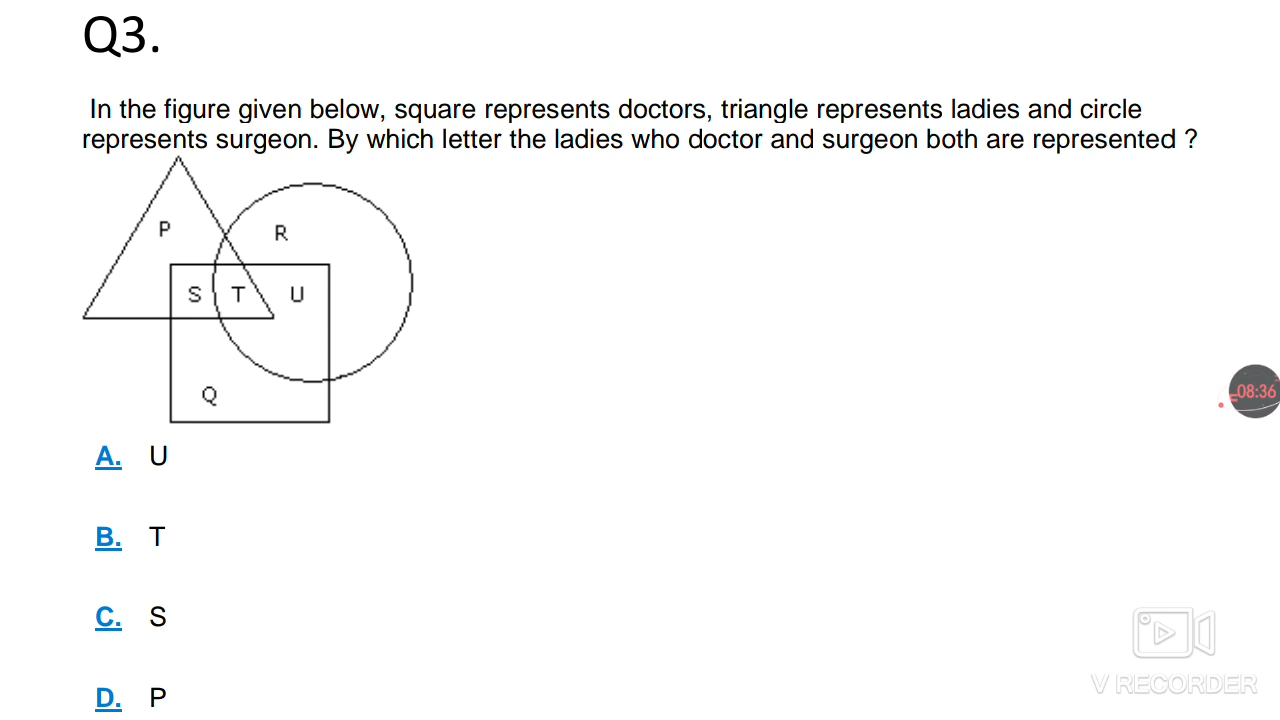 Q3.
In the figure given below, square represents doctors, triangle represents ladies and circle
represents surgeon. By which letter the ladies who doctor and surgeon both are represented ?
P
R
S T U
Q
A. U
B. T
C. S
D. P
08:36
V RECORDER